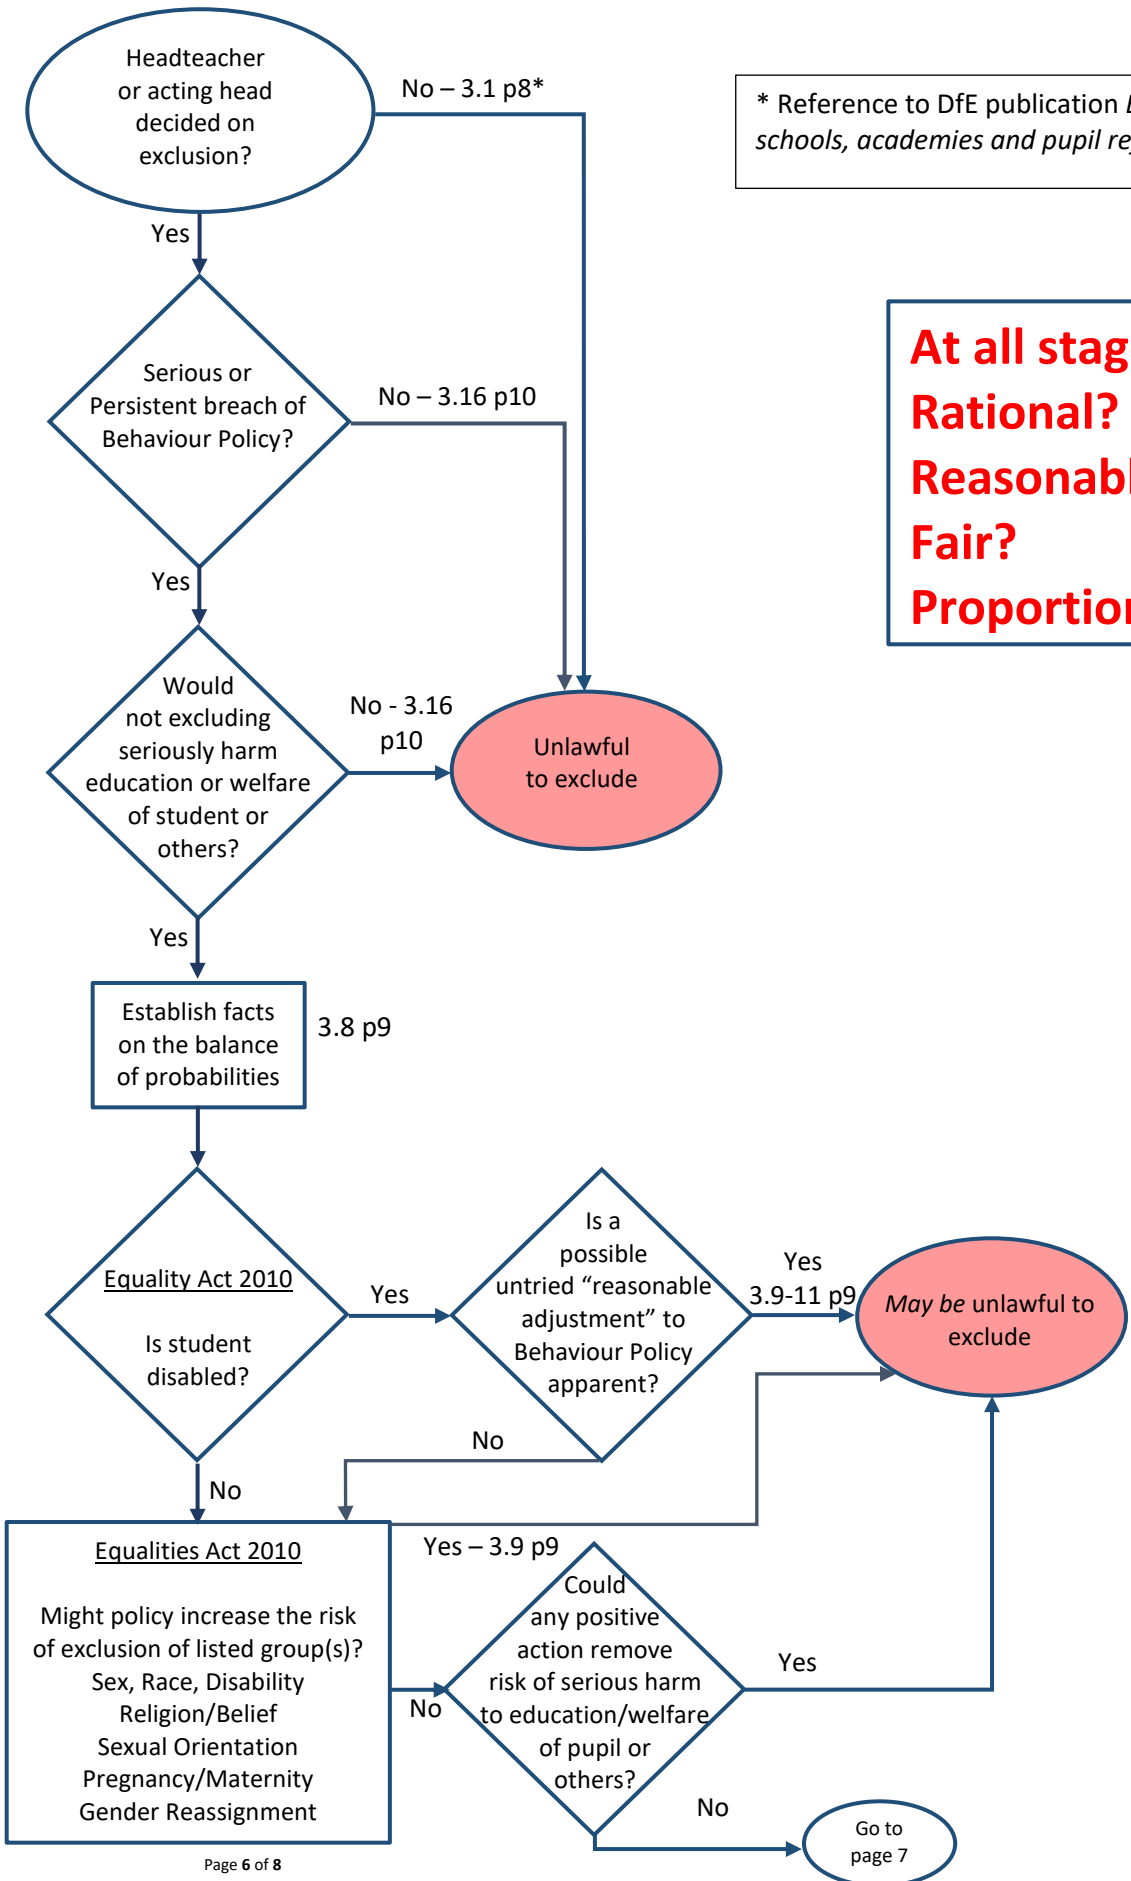 Headteacher
or acting head
decided on
exclusion?
No – 3.1 p8*
* Reference to DfE publication
schools, academies and pupil
Yes
At all
Rational?
Fair?
Serious or
Persistent breach of
Behaviour Policy?
No – 3.16 p10
Yes
Would
not excluding
seriously harm
education or welfare
of student or
others?
No - 3.16
p10
Unlawful
to exclude
Yes
Establish facts
on the balance
of probabilities
3.8 p9
Equality Act 2010
Is student
disabled?
Yes
Is a
possible
untried “reasonable
adjustment” to
Behaviour Policy
apparent?
Yes
3.9-11 p9
May be unlawful to
exclude
No
No
Equalities Act 2010
Might policy increase the risk
of exclusion of listed group(s)?
Sex, Race, Disability
Religion/Belief
Sexual Orientation
Pregnancy/Maternity
Gender Reassignment
Yes – 3.9 p9
No
Could
any positive
action remove
risk of serious harm
to education/welfare
of pupil or
others?
Yes
No
Go to
page 7
Page 6 of 8